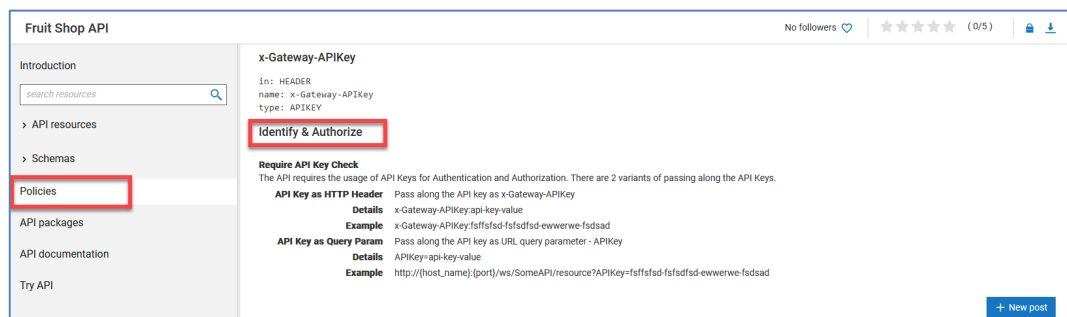 Fruit Shop API
No followers
(0/5)
Introduction
search resources
API resources
Schemas
Policies
API packages
API documentation
Try API
x-Gateway-APIKey
in: HEADER
name: x-Gateway-APIKey
type: APIKEY
Identify & Authorize
Require API Key Check
The API requires the usage of API Keys for Authentication and Authorization. There are 2 variants of passing along the API Keys.
API Key as HTTP Header Pass along the API key as x-Gateway-APIKey
Details x-Gateway-APIKey:api-key-value
Example x-Gateway-APIKey:fsffsfsd-fsfsdfsd-ewwerwe-fsdsad
API Key as Query Param Pass along the API key as URL query parameter - APIKey
Details APIKey=api-key-value
Example http://{host_name}:{port}/ws/SomeAPI/resource?APIKey=fsffsfsd-fsfsdfsd-ewwerwe-fsdsad
+ New post